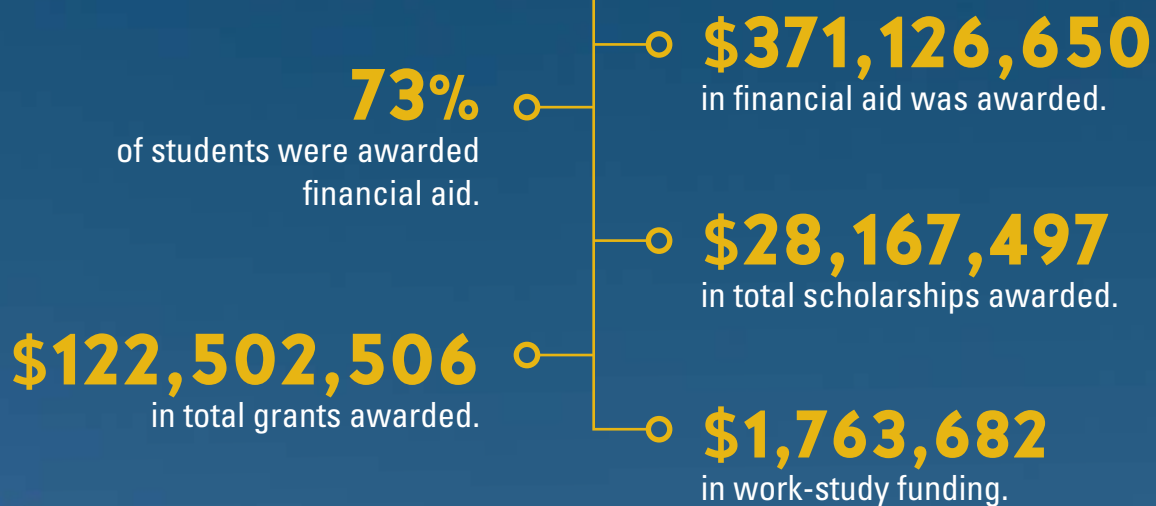 $371,126,650
in financial aid was awarded.
73%
of students were awarded
financial aid.
$28,167,497
in total scholarships awarded.
$122,502,506
in total grants awarded.
$1,763,682
in work-study funding.